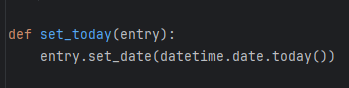 def set_today(entry):
    entry.set_date(datetime.date.today())